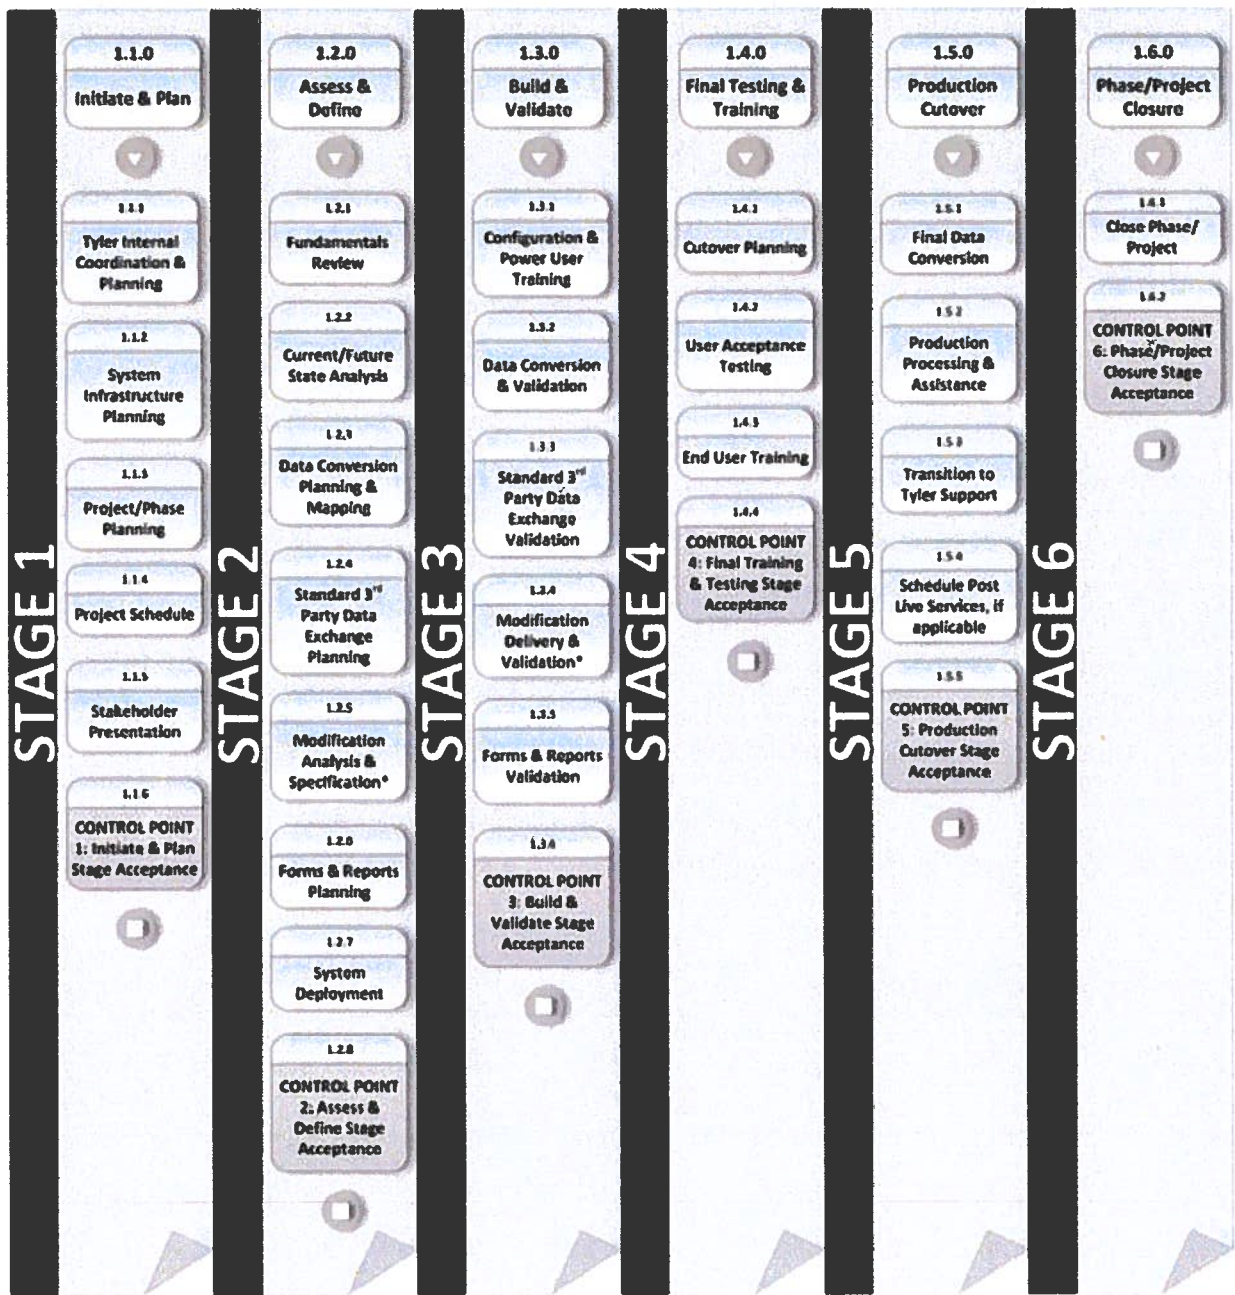 STAGE 1
1.1.0
Initiate & Plan
1.1.1
Tyler Internal
Coordination &
Planning
1.1.2
System
Infrastructure
Planning
1.1.3
Project/Phase
Planning
1.1.4
Project Schedule
1.1.5
Stakeholder
Presentation
1.1.6
CONTROL POINT
1: Initiate & Plan
Stage Acceptance
STAGE 2
1.2.0
Assess &
Define
1.2.1
Fundamentals
Review
1.2.2
Current/Future
State Analysis
1.2.3
Data Conversion
Planning &
Mapping
1.2.4
Standard 3rd
Party Data
Exchange
Planning
1.2.5
Modification
Analysis &
Specification*
1.2.6
Forms & Reports
Planning
1.2.7
System
Deployment
1.2.8
CONTROL POINT
2: Assess &
Define Stage
Acceptance
STAGE 3
1.3.0
Build &
Validate
1.3.1
Configuration &
Power User
Training
1.3.2
Data Conversion
& Validation
1.3.3
Standard 3rd
Party Data
Exchange
Validation
1.3.4
Modification
Delivery &
Validation*
1.3.5
Forms & Reports
Validation
1.3.6
CONTROL POINT
3: Build &
Validate Stage
Acceptance
STAGE 4
1.4.0
Final Testing &
Training
1.4.1
Cutover Planning
1.4.2
User Acceptance
Testing
1.4.3
End User Training
1.4.4
CONTROL POINT
4: Final Training
& Testing Stage
Acceptance
STAGE 5
1.5.0
Production
Cutover
1.5.1
Final Data
Conversion
1.5.2
Production
Processing &
Assistance
1.5.3
Transition to
Tyler Support
1.5.4
Schedule Post
Live Services, if
applicable
1.5.5
CONTROL POINT
5: Production
Cutover Stage
Acceptance
STAGE 6
1.6.0
Phase/Project
Closure
1.6.1
Close Phase/
Project
1.6.2
CONTROL POINT
6: Phase/Project
Closure Stage
Acceptance